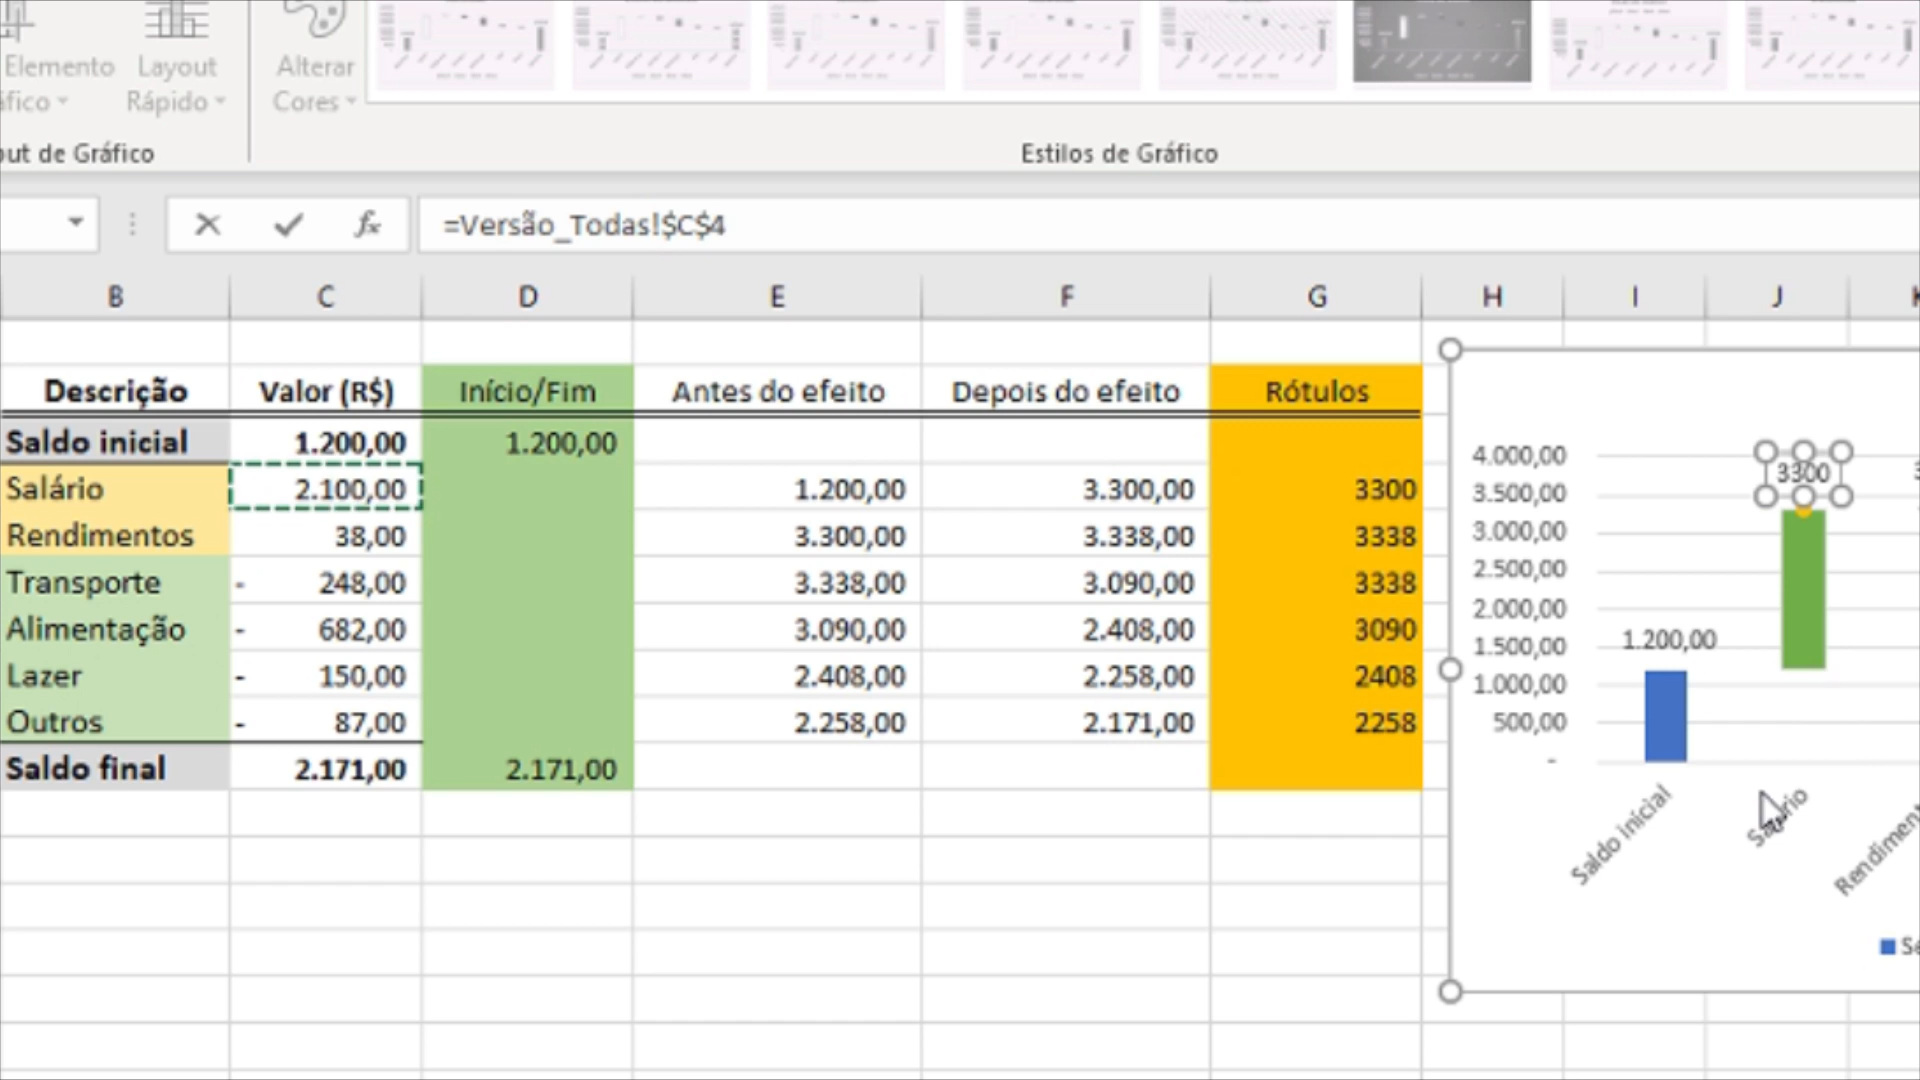 Elemento Layout Alterar
áfico Rápido Cores
out de Gráfico Estilos de Gráfico
fx =Versão_Todas!$C$4
B C D E F G H I J
Descrição Valor (R$) Início/Fim Antes do efeito Depois do efeito Rótulos
Saldo inicial 1.200,00 1.200,00
Salário 2.100,00 1.200,00 3.300,00 3300
Rendimentos 38,00 3.300,00 3.338,00 3338
Transporte - 248,00 3.338,00 3.090,00 3338
Alimentação - 682,00 3.090,00 2.408,00 3090
Lazer - 150,00 2.408,00 2.258,00 2408
Outros - 87,00 2.258,00 2.171,00 2258
Saldo final 2.171,00 2.171,00
4.000,00
3300
3.500,00
3.000,00
2.500,00
2.000,00
1.500,00
1.200,00
1.000,00
500,00
-
Saldo inicial
Salário
Rendiment